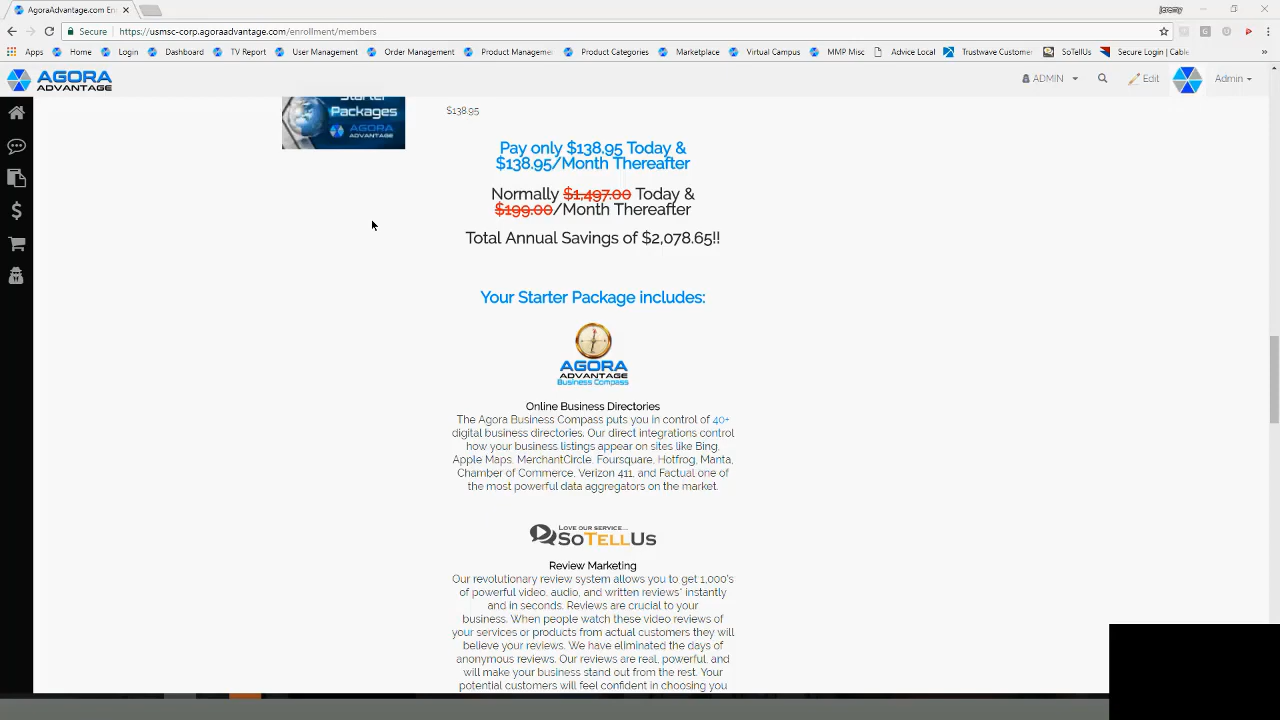 AgoraAdvantage.com En
Jeremy
Secure
https://usmsc-corp.agoraadvantage.com/enrollment/members
Apps Home Login Dashboard TV Report User Management Order Management Product Manageme Product Categories Marketplace Virtual Campus MMP Misc Advice Local Trustwave Customer SoTellUs Secure Login | Cable »
AGORA
ADVANTAGE
ADMIN Edit Admin
Starter
Packages
AGORA
ADVANTAGE
$138.95
Pay only $138.95 Today &
$138.95/Month Thereafter
Normally $1,497.00 Today &
$199.00/Month Thereafter
Total Annual Savings of $2,078.65!!
Your Starter Package includes:
AGORA
ADVANTAGE
Business Compass
Online Business Directories
The Agora Business Compass puts you in control of 40+
digital business directories. Our direct integrations control
how your business listings appear on sites like Bing,
Apple Maps, MerchantCircle, Foursquare, Hotfrog, Manta,
Chamber of Commerce, Verizon 411, and Factual one of
the most powerful data aggregators on the market.
LOVE OUR SERVICE...
SOTELLUS
Review Marketing
Our revolutionary review system allows you to get 1,000's
of powerful video, audio, and written reviews* instantly
and in seconds. Reviews are crucial to your
business. When people watch these video reviews of
your services or products from actual customers they will
believe your reviews. We have eliminated the days of
anonymous reviews. Our reviews are real, powerful, and
will make your business stand out from the rest. Your
potential customers will feel confident in choosing you